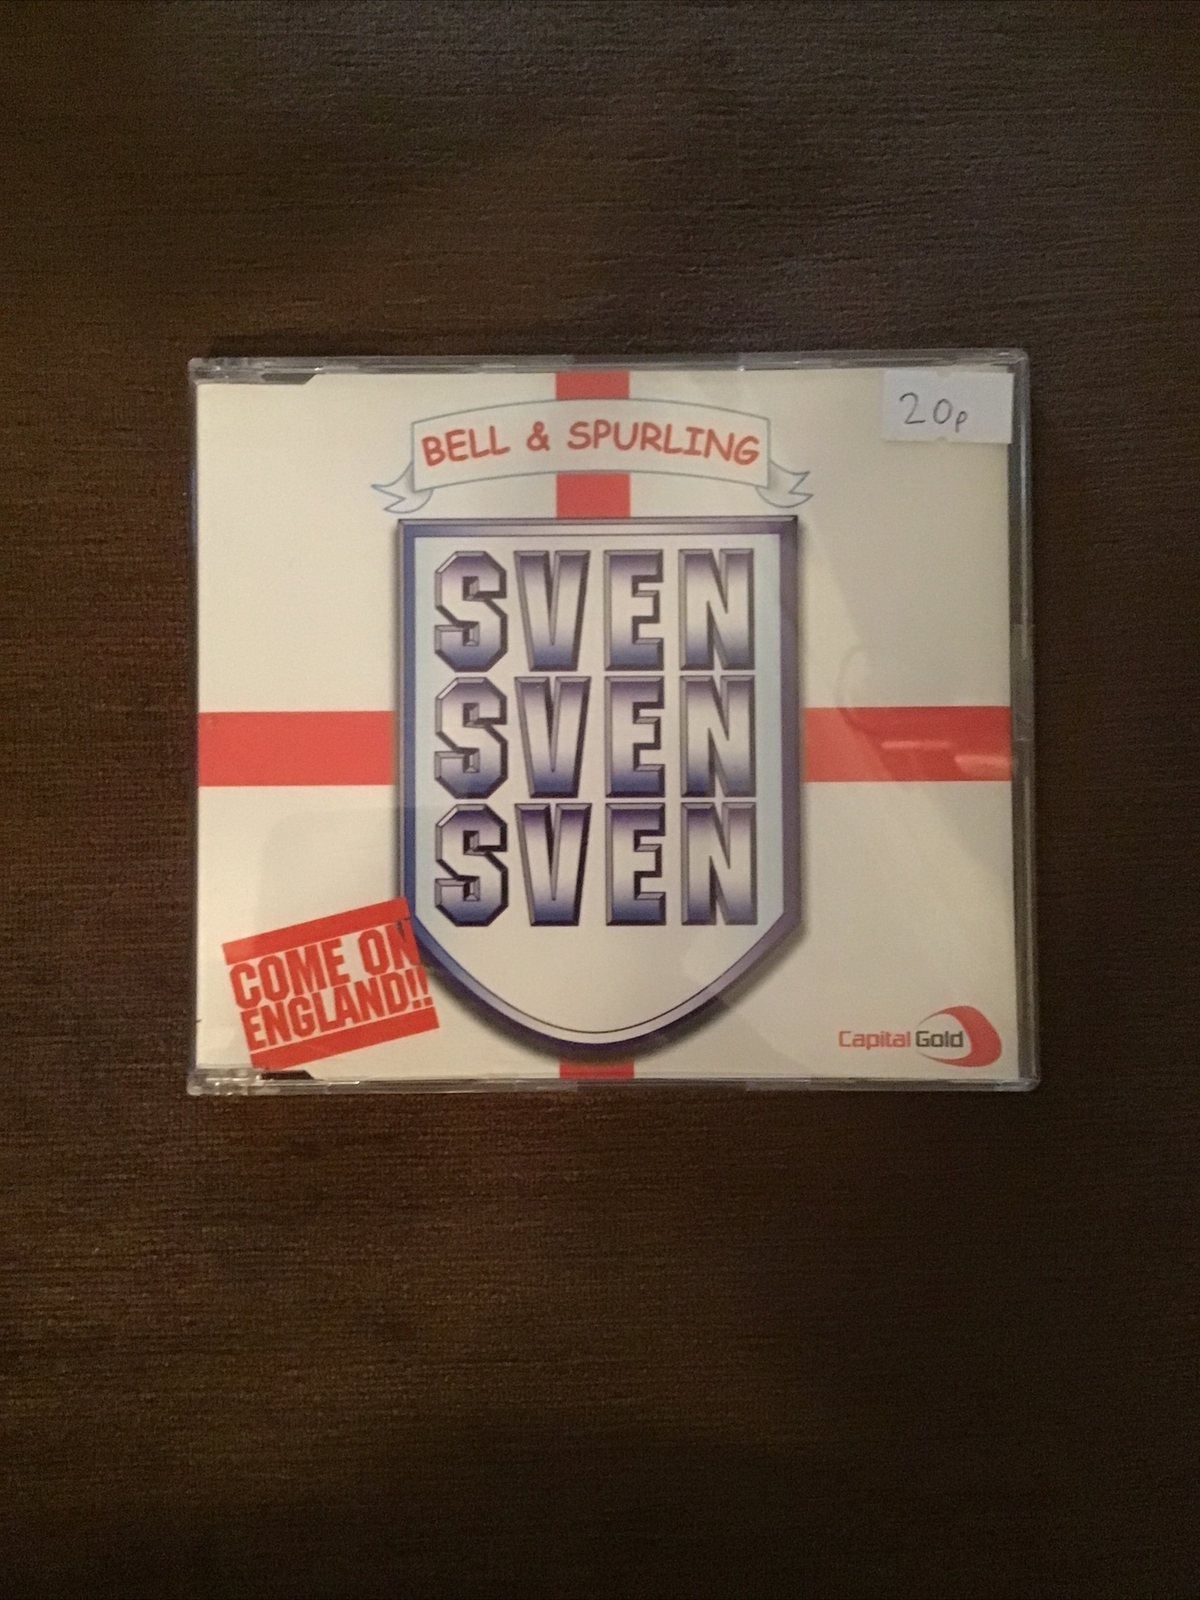 20p
BELL & SPURLING
SVEN
SVEN
SVEN
COME ON
ENGLAND!!
Capital Gold